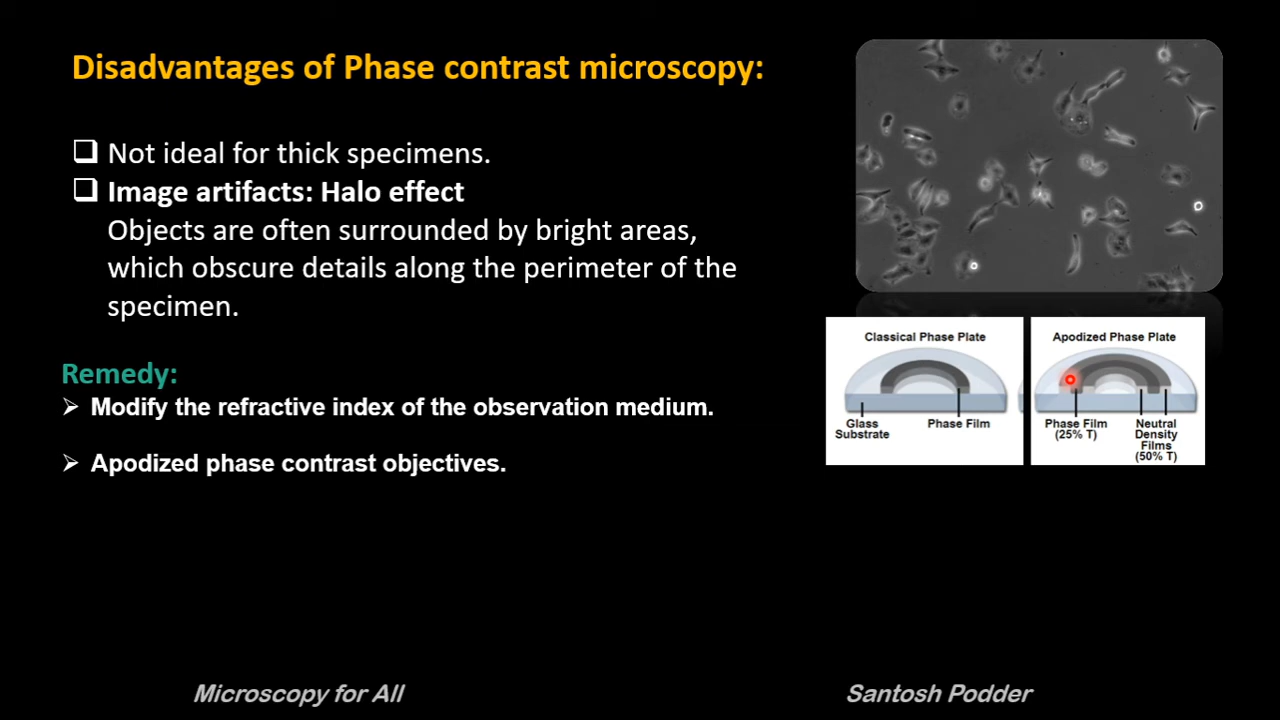 Disadvantages of Phase contrast microscopy:
Not ideal for thick specimens.
Image artifacts: Halo effect
Objects are often surrounded by bright areas,
which obscure details along the perimeter of the
specimen.
Remedy:
Modify the refractive index of the observation medium.
Apodized phase contrast objectives.
Classical Phase Plate
Glass
Substrate
Phase Film
Apodized Phase Plate
Phase Film
(25% T)
Neutral
Density
Films
(50% T)
Microscopy for All
Santosh Podder